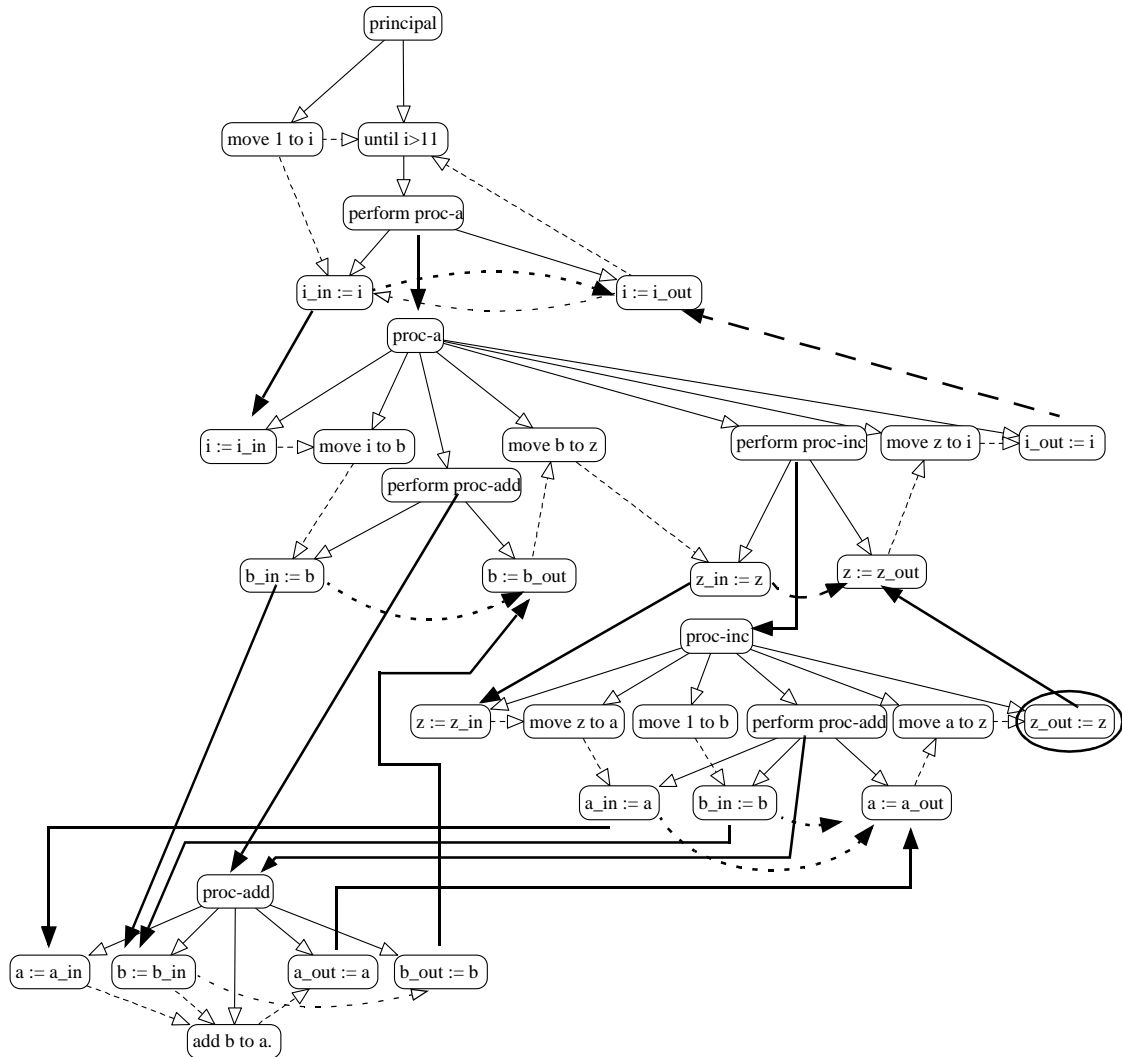 principal
move 1 to i
until i>11
perform proc-a
i_in := i
i := i_out
proc-a
i := i_in
move i to b
move b to z
perform proc-inc
move z to i
i_out := i
perform proc-add
b_in := b
b := b_out
z_in := z
z := z_out
proc-inc
z := z_in
move z to a
move 1 to b
perform proc-add
move a to z
z_out := z
a_in := a
b_in := b
a := a_out
proc-add
a := a_in
b := b_in
a_out := a
b_out := b
add b to a.